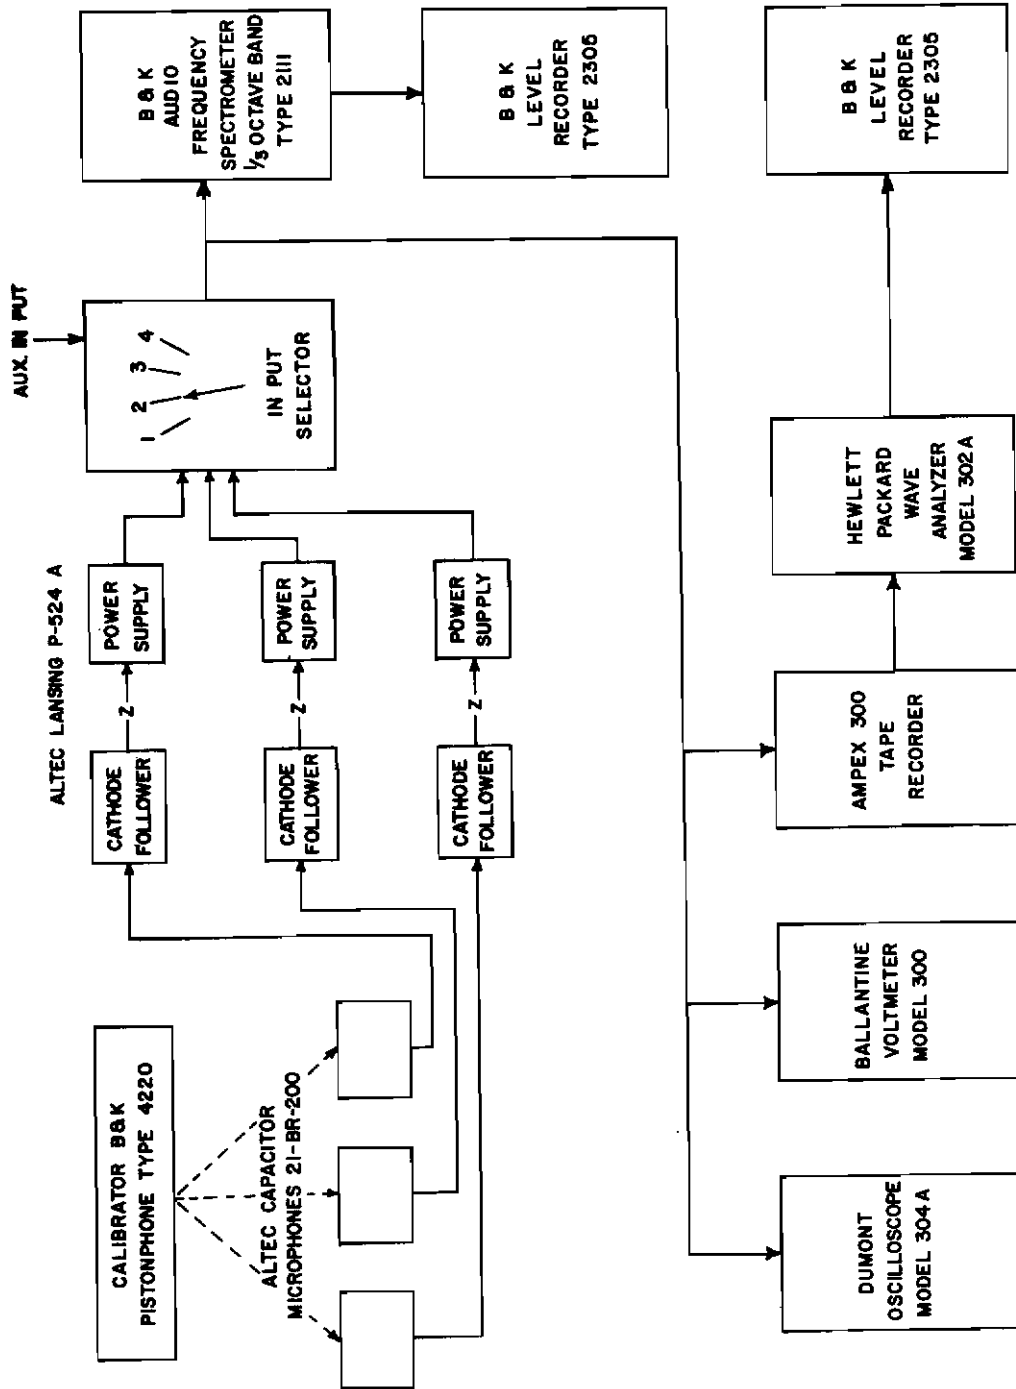 CALIBRATOR B&K
PISTONPHONE TYPE 4220
ALTEC CAPACITOR
MICROPHONES 21-BR-200
ALTEC LANSING P-524 A
CATHODE
FOLLOWER
Z
POWER
SUPPLY
CATHODE
FOLLOWER
Z
POWER
SUPPLY
CATHODE
FOLLOWER
Z
POWER
SUPPLY
AUX. IN PUT
1 2 3 4
IN PUT
SELECTOR
B & K
AUDIO
FREQUENCY
SPECTROMETER
1/3 OCTAVE BAND
TYPE 2111
B & K
LEVEL
RECORDER
TYPE 2305
DUMONT
OSCILLOSCOPE
MODEL 304A
BALLANTINE
VOLTMETER
MODEL 300
AMPEX 300
TAPE
RECORDER
HEWLETT
PACKARD
WAVE
ANALYZER
MODEL 302A
B & K
LEVEL
RECORDER
TYPE 2305